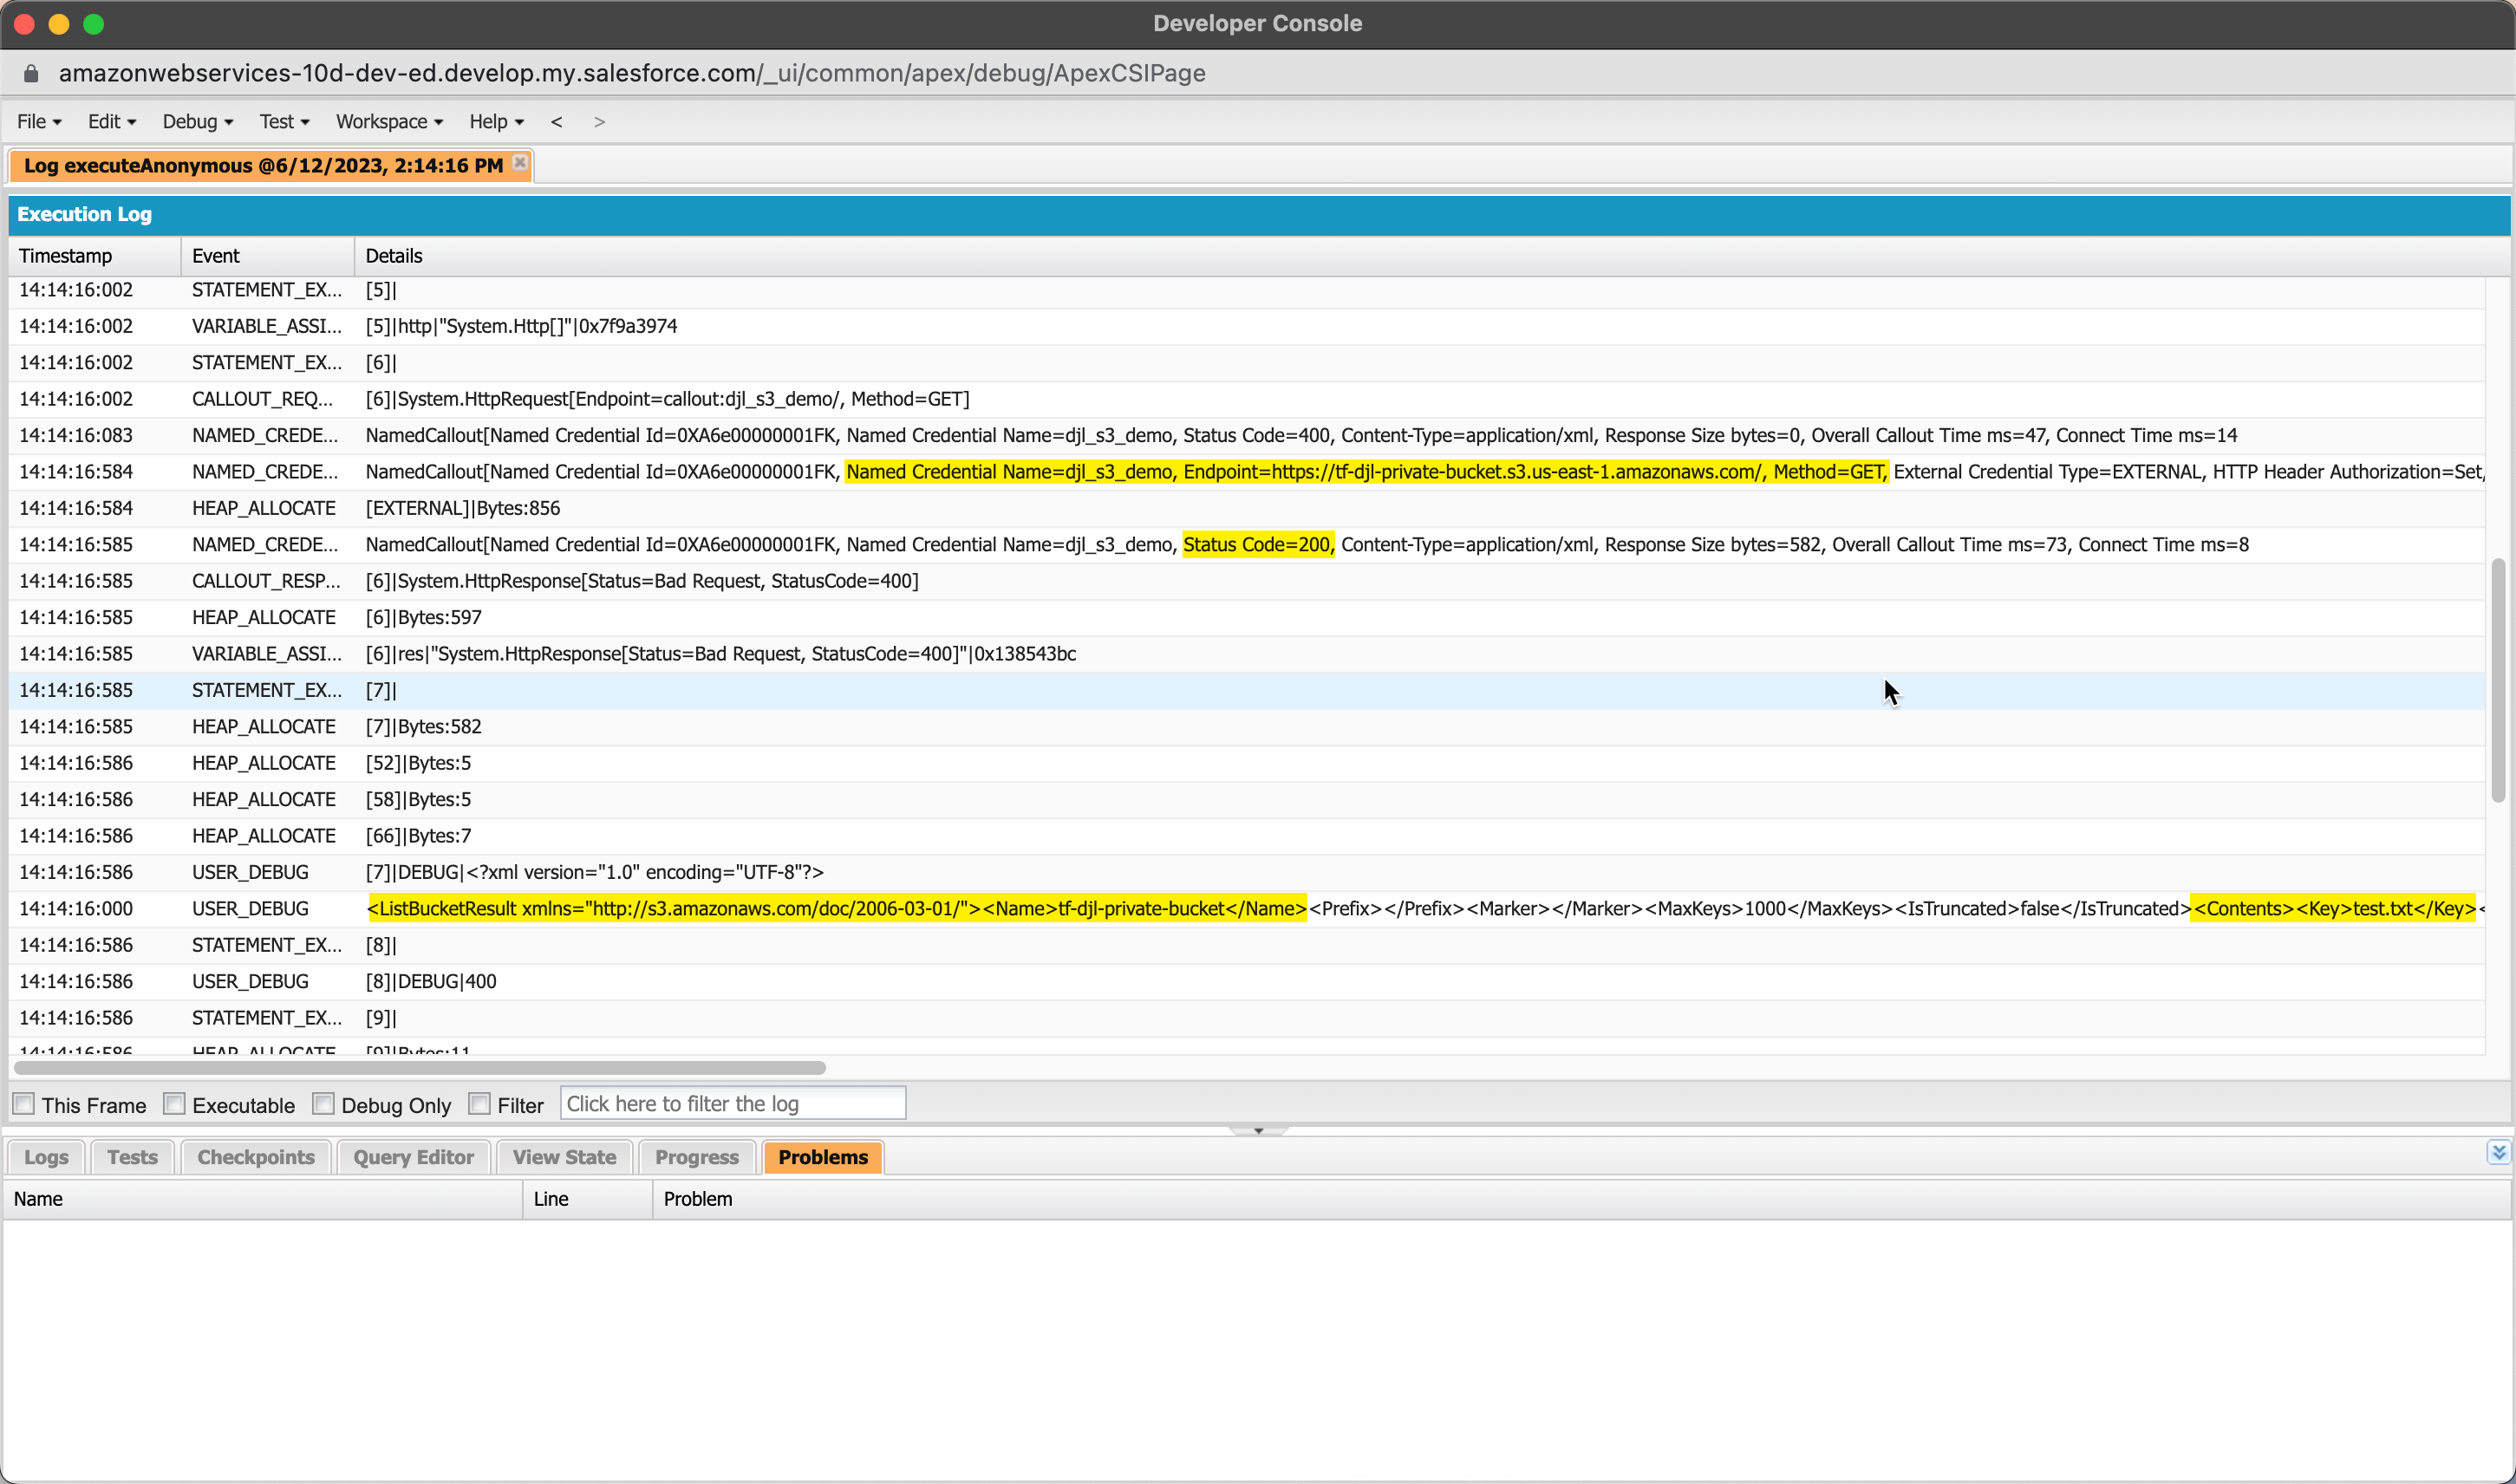 Developer Console
amazonwebservices-10d-dev-ed.develop.my.salesforce.com/_ui/common/apex/debug/ApexCSIPage
File Edit Debug Test Workspace Help < >
Log executeAnonymous @6/12/2023, 2:14:16 PM
Execution Log
Timestamp Event Details
14:14:16:002 STATEMENT_EX... [5]|
14:14:16:002 VARIABLE_ASSI... [5]|http|"System.Http[]"|0x7f9a3974
14:14:16:002 STATEMENT_EX... [6]|
14:14:16:002 CALLOUT_REQ... [6]|System.HttpRequest[Endpoint=callout:djl_s3_demo/, Method=GET]
14:14:16:083 NAMED_CREDE... NamedCallout[Named Credential Id=0XA6e00000001FK, Named Credential Name=djl_s3_demo, Status Code=400, Content-Type=application/xml, Response Size bytes=0, Overall Callout Time ms=47, Connect Time ms=14
14:14:16:584 NAMED_CREDE... NamedCallout[Named Credential Id=0XA6e00000001FK, Named Credential Name=djl_s3_demo, Endpoint=https://tf-djl-private-bucket.s3.us-east-1.amazonaws.com/, Method=GET, External Credential Type=EXTERNAL, HTTP Header Authorization=Set,
14:14:16:584 HEAP_ALLOCATE [EXTERNAL]|Bytes:856
14:14:16:585 NAMED_CREDE... NamedCallout[Named Credential Id=0XA6e00000001FK, Named Credential Name=djl_s3_demo, Status Code=200, Content-Type=application/xml, Response Size bytes=582, Overall Callout Time ms=73, Connect Time ms=8
14:14:16:585 CALLOUT_RESP... [6]|System.HttpResponse[Status=Bad Request, StatusCode=400]
14:14:16:585 HEAP_ALLOCATE [6]|Bytes:597
14:14:16:585 VARIABLE_ASSI... [6]|res|"System.HttpResponse[Status=Bad Request, StatusCode=400]"|0x138543bc
14:14:16:585 STATEMENT_EX... [7]|
14:14:16:585 HEAP_ALLOCATE [7]|Bytes:582
14:14:16:586 HEAP_ALLOCATE [52]|Bytes:5
14:14:16:586 HEAP_ALLOCATE [58]|Bytes:5
14:14:16:586 HEAP_ALLOCATE [66]|Bytes:7
14:14:16:586 USER_DEBUG [7]|DEBUG|<?xml version="1.0" encoding="UTF-8"?>
14:14:16:000 USER_DEBUG <ListBucketResult xmlns="http://s3.amazonaws.com/doc/2006-03-01/"><Name>tf-djl-private-bucket</Name><Prefix></Prefix><Marker></Marker><MaxKeys>1000</MaxKeys><IsTruncated>false</IsTruncated><Contents><Key>test.txt</Key><
14:14:16:586 STATEMENT_EX... [8]|
14:14:16:586 USER_DEBUG [8]|DEBUG|400
14:14:16:586 STATEMENT_EX... [9]|
14:14:16:586 HEAP_ALLOCATE [9]|Bytes:11
This Frame Executable Debug Only Filter Click here to filter the log
Logs Tests Checkpoints Query Editor View State Progress Problems
Name Line Problem